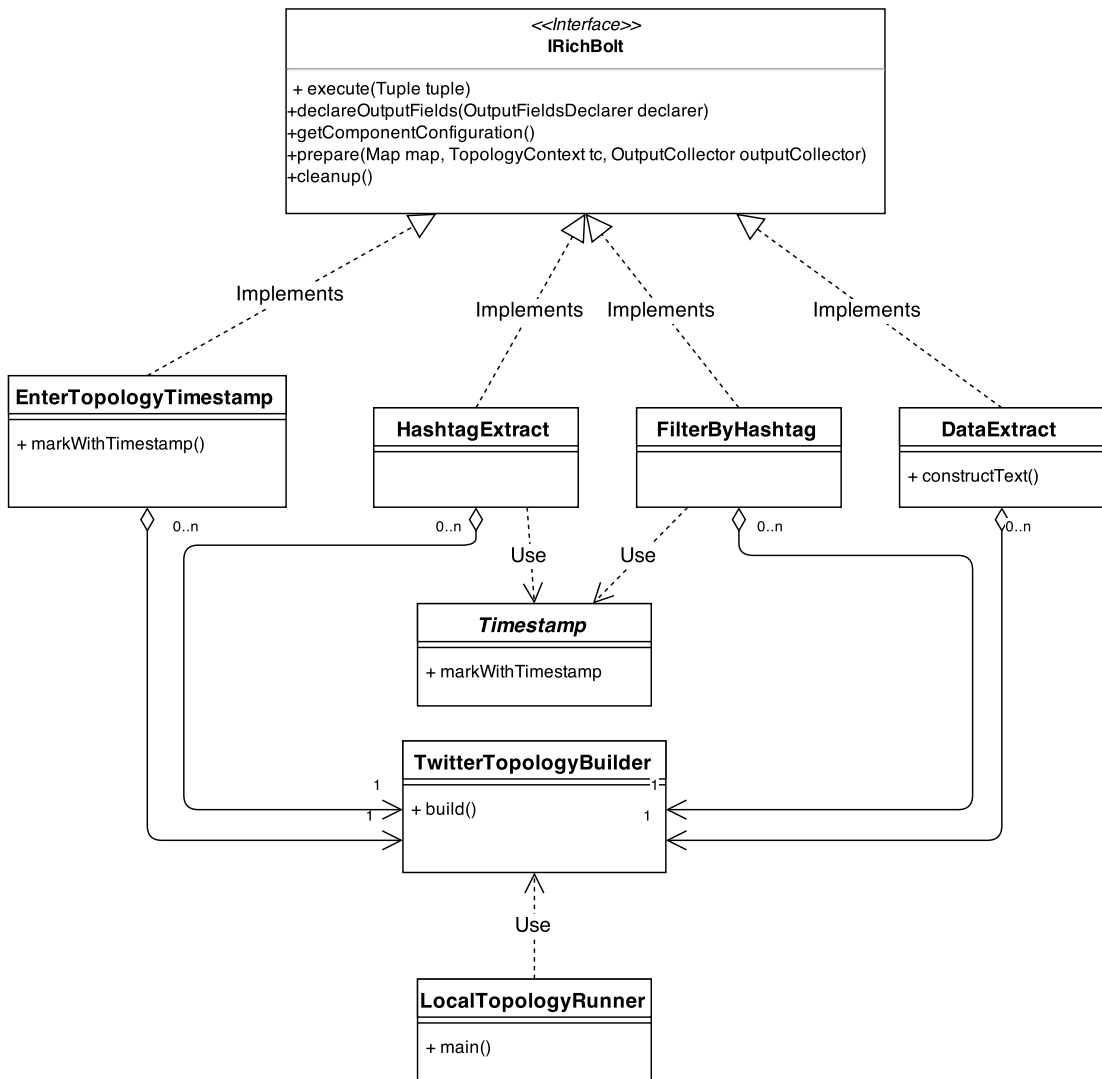 <<Interface>>
IRichBolt
+ execute(Tuple tuple)
+declareOutputFields(OutputFieldsDeclarer declarer)
+getComponentConfiguration()
+prepare(Map map, TopologyContext tc, OutputCollector outputCollector)
+cleanup()
Implements
Implements
Implements
Implements
EnterTopologyTimestamp
+ markWithTimestamp()
HashtagExtract
FilterByHashtag
DataExtract
+ constructText()
0..n
0..n
0..n
0..n
Use
Use
Timestamp
+ markWithTimestamp
TwitterTopologyBuilder
+ build()
1
1
1
1
Use
LocalTopologyRunner
+ main()